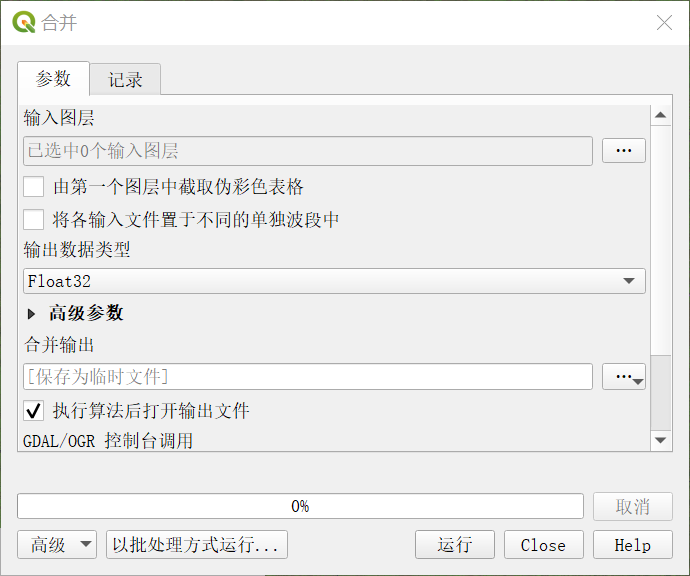 合并
参数 记录
输入图层
已选中0个输入图层 …
由第一个图层中截取伪彩色表格
将各输入文件置于不同的单独波段中
输出数据类型
Float32
高级参数
合并输出
[保存为临时文件] …
执行算法后打开输出文件
GDAL/OGR 控制台调用
0% 取消
高级 以批处理方式运行... 运行 Close Help